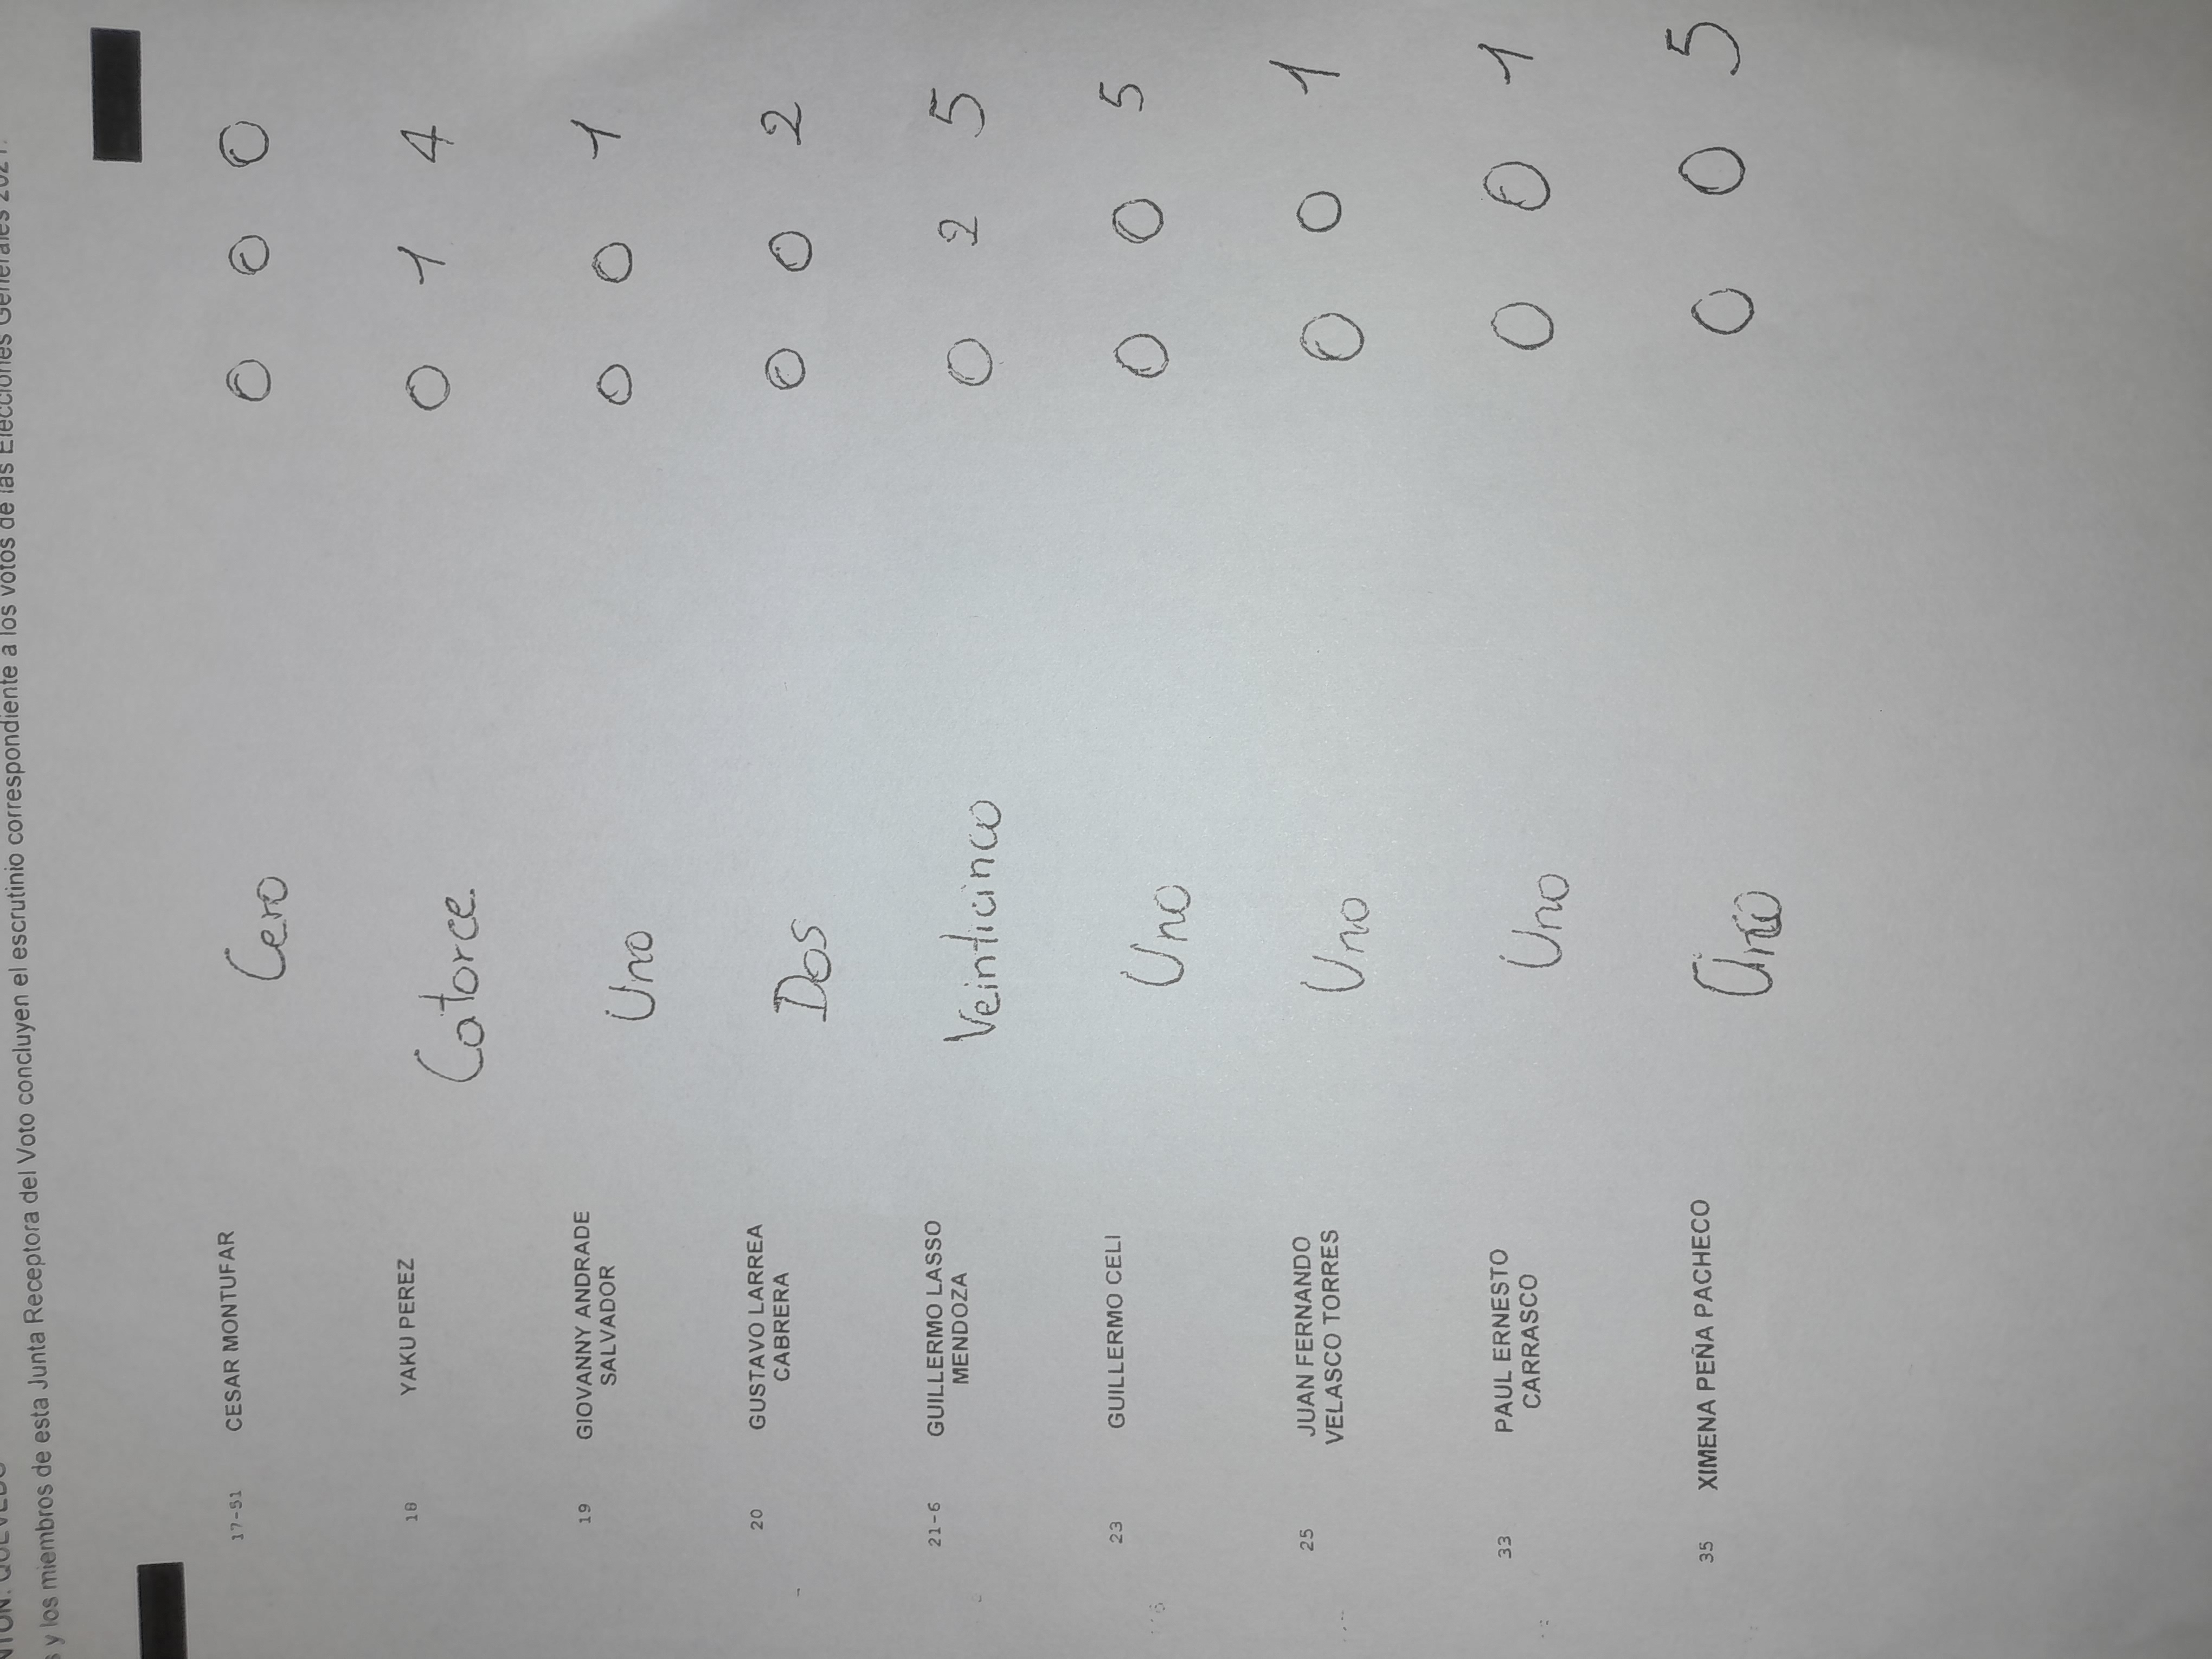 s y los miembros de esta Junta Receptora del Voto concluyen el escrutinio correspondiente a los votos de las Elecciones Generales 2021.
17-51 CESAR MONTUFAR Cero 0 0 0
18 YAKU PEREZ Catorce. 0 1 4
19 GIOVANNY ANDRADE
SALVADOR Uno 0 0 1
20 GUSTAVO LARREA
CABRERA Dos 0 0 2
21-6 GUILLERMO LASSO
MENDOZA Veinticinco 0 2 5
23 GUILLERMO CELI Uno 0 0 5
25 JUAN FERNANDO
VELASCO TORRES Uno 0 0 1
33 PAUL ERNESTO
CARRASCO Uno 0 0 1
35 XIMENA PEÑA PACHECO 0 0 5